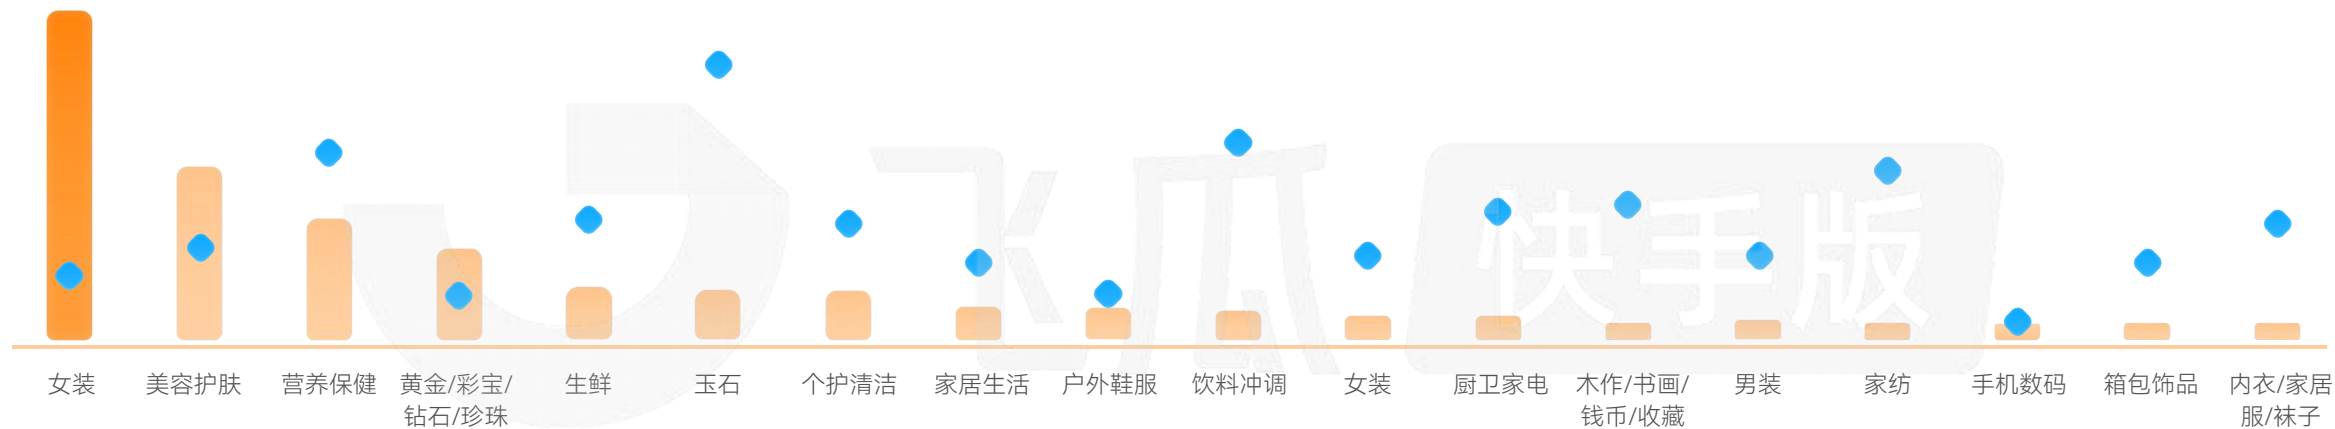 飞瓜 快手版
女装 美容护肤 营养保健 黄金/彩宝/ 生鲜 玉石 个护清洁 家居生活 户外鞋服 饮料冲调 女装 厨卫家电 木作/书画/ 男装 家纺 手机数码 箱包饰品 内衣/家居
钻石/珍珠 钱币/收藏 服/袜子